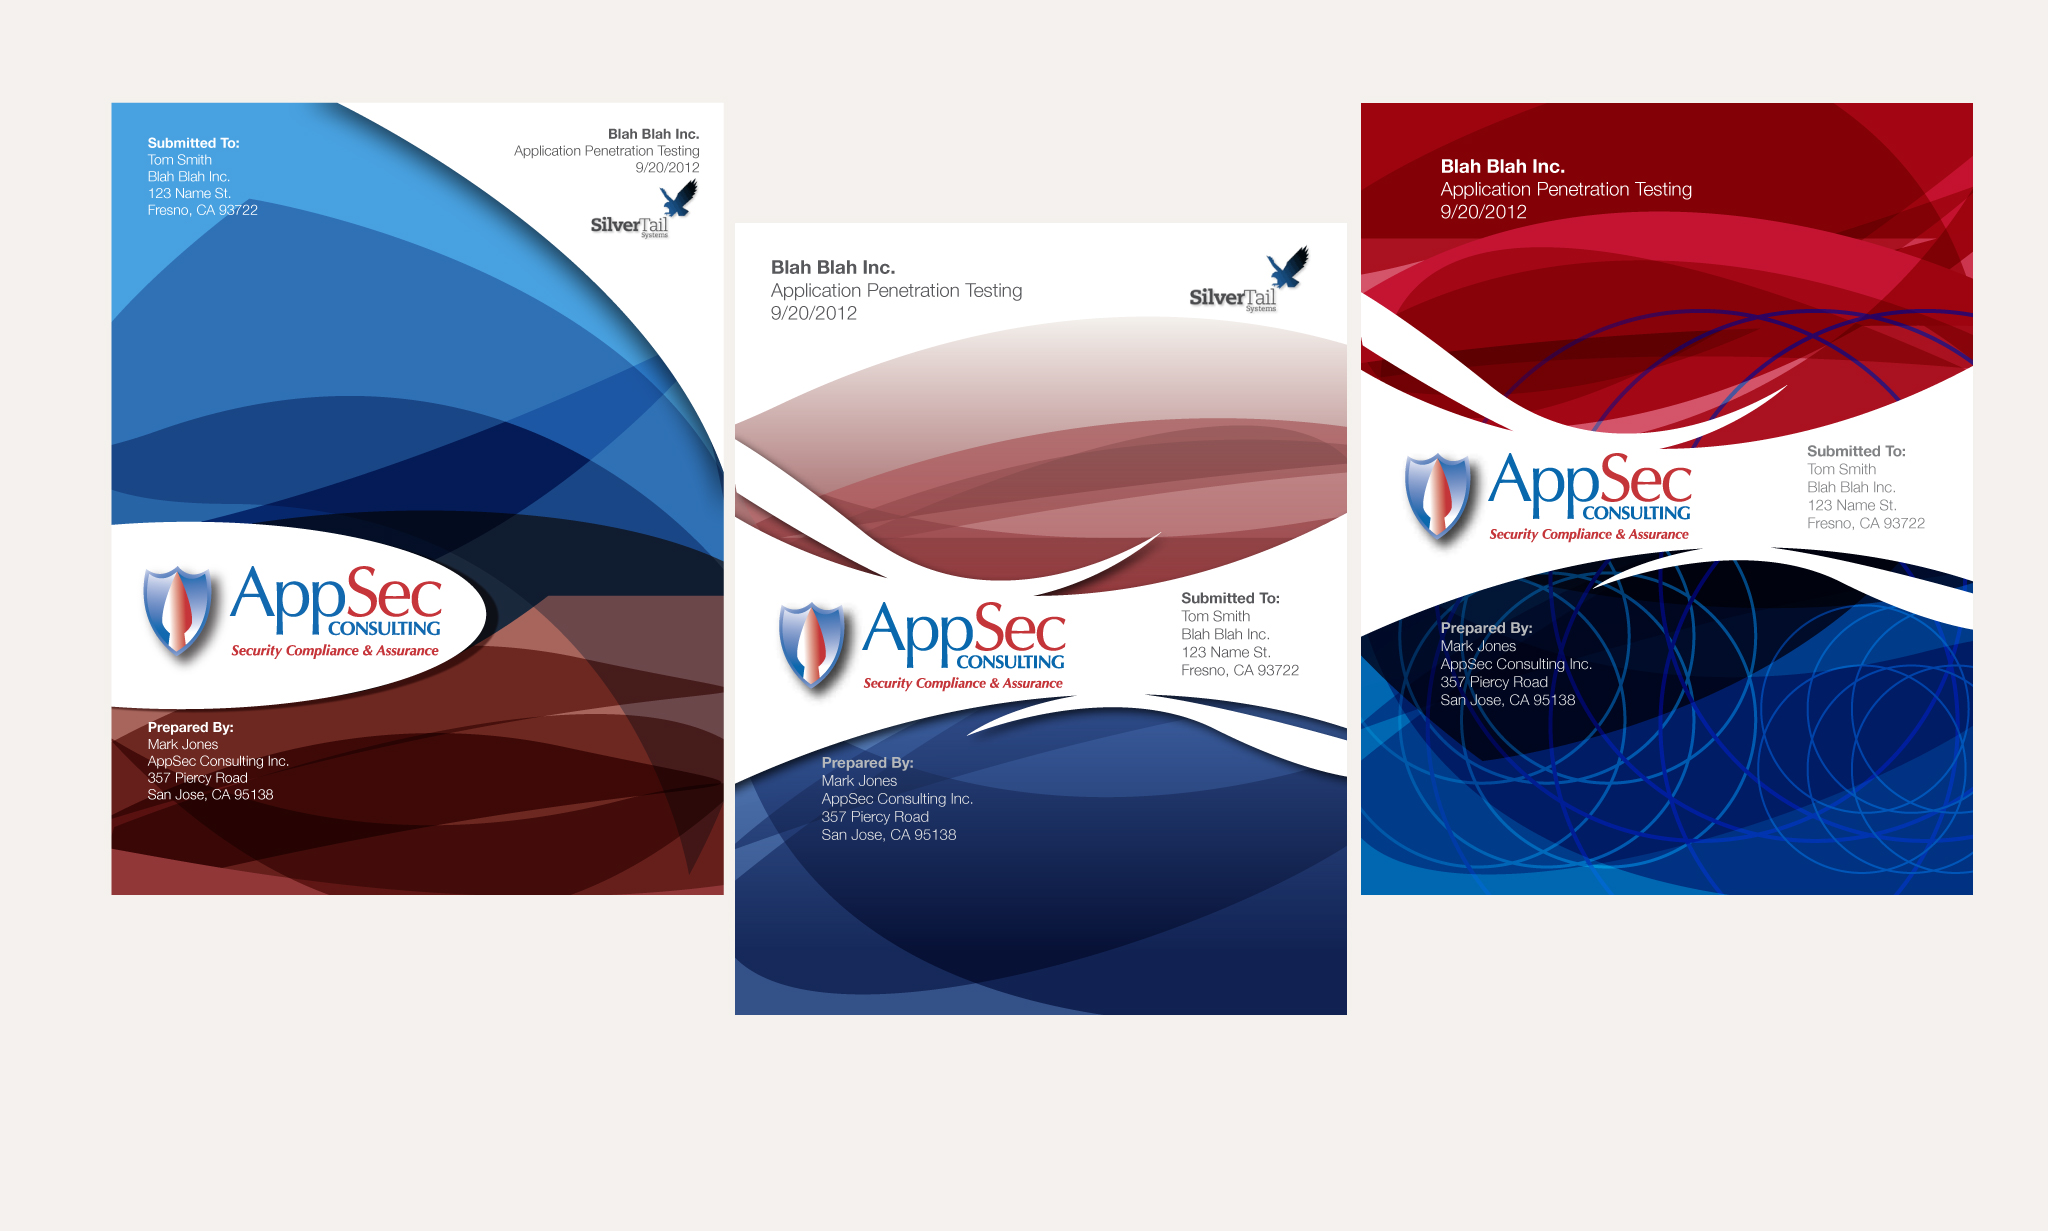 Submitted To:
Tom Smith
Blah Blah Inc.
123 Name St.
Fresno, CA 93722
Blah Blah Inc.
Application Penetration Testing
9/20/2012
SilverTail
Systems
AppSec
CONSULTING
Security Compliance & Assurance
Prepared By:
Mark Jones
AppSec Consulting Inc.
357 Piercy Road
San Jose, CA 95138
Blah Blah Inc.
Application Penetration Testing
9/20/2012
SilverTail
Systems
AppSec
CONSULTING
Security Compliance & Assurance
Submitted To:
Tom Smith
Blah Blah Inc.
123 Name St.
Fresno, CA 93722
Prepared By:
Mark Jones
AppSec Consulting Inc.
357 Piercy Road
San Jose, CA 95138
Blah Blah Inc.
Application Penetration Testing
9/20/2012
AppSec
CONSULTING
Security Compliance & Assurance
Submitted To:
Tom Smith
Blah Blah Inc.
123 Name St.
Fresno, CA 93722
Prepared By:
Mark Jones
AppSec Consulting Inc.
357 Piercy Road
San Jose, CA 95138